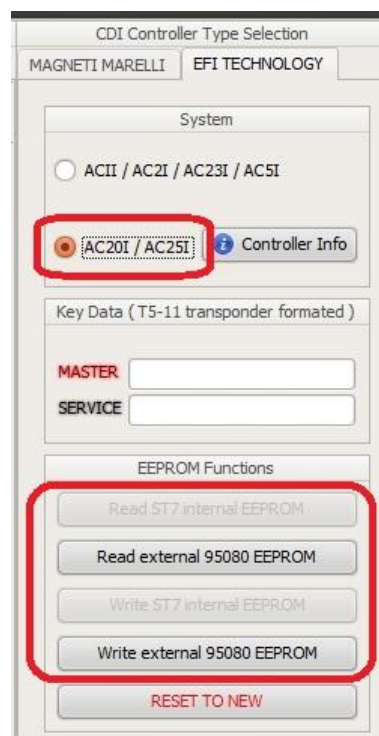 CDI Controller Type Selection
MAGNETI MARELLI EFI TECHNOLOGY
System
ACII / AC2I / AC23I / AC5I
AC20I / AC25I Controller Info
Key Data ( T5-11 transponder formated )
MASTER
SERVICE
EEPROM Functions
Read ST7 internal EEPROM
Read external 95080 EEPROM
Write ST7 internal EEPROM
Write external 95080 EEPROM
RESET TO NEW